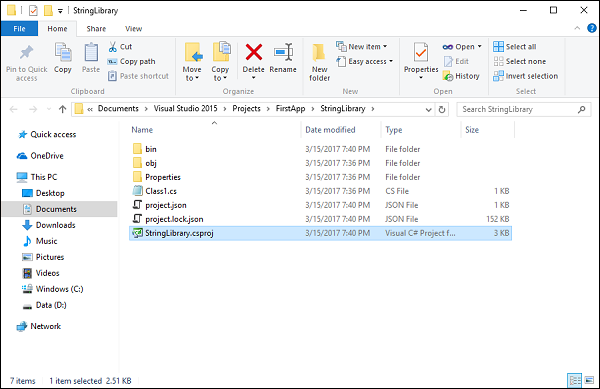 StringLibrary
File Home Share View
Pin to Quick access
Copy
Paste
Cut
Copy path
Paste shortcut
Move to
Copy to
Delete
Rename
New folder
New item
Easy access
Properties
Open
Edit
History
Select all
Select none
Invert selection
Clipboard Organize New Open Select
« Documents > Visual Studio 2015 > Projects > FirstApp > StringLibrary >
Search StringLibrary
Name Date modified Type Size
Quick access
OneDrive
This PC
Desktop
Documents
Downloads
Music
Pictures
Videos
Windows (C:)
Data (D:)
Network
bin 3/15/2017 7:40 PM File folder
obj 3/15/2017 7:36 PM File folder
Properties 3/15/2017 7:36 PM File folder
Class1.cs 3/15/2017 7:36 PM CS File 1 KB
project.json 3/15/2017 7:40 PM JSON File 1 KB
project.lock.json 3/15/2017 7:40 PM JSON File 152 KB
StringLibrary.csproj 3/15/2017 7:40 PM Visual C# Project f... 3 KB
7 items 1 item selected 2.51 KB